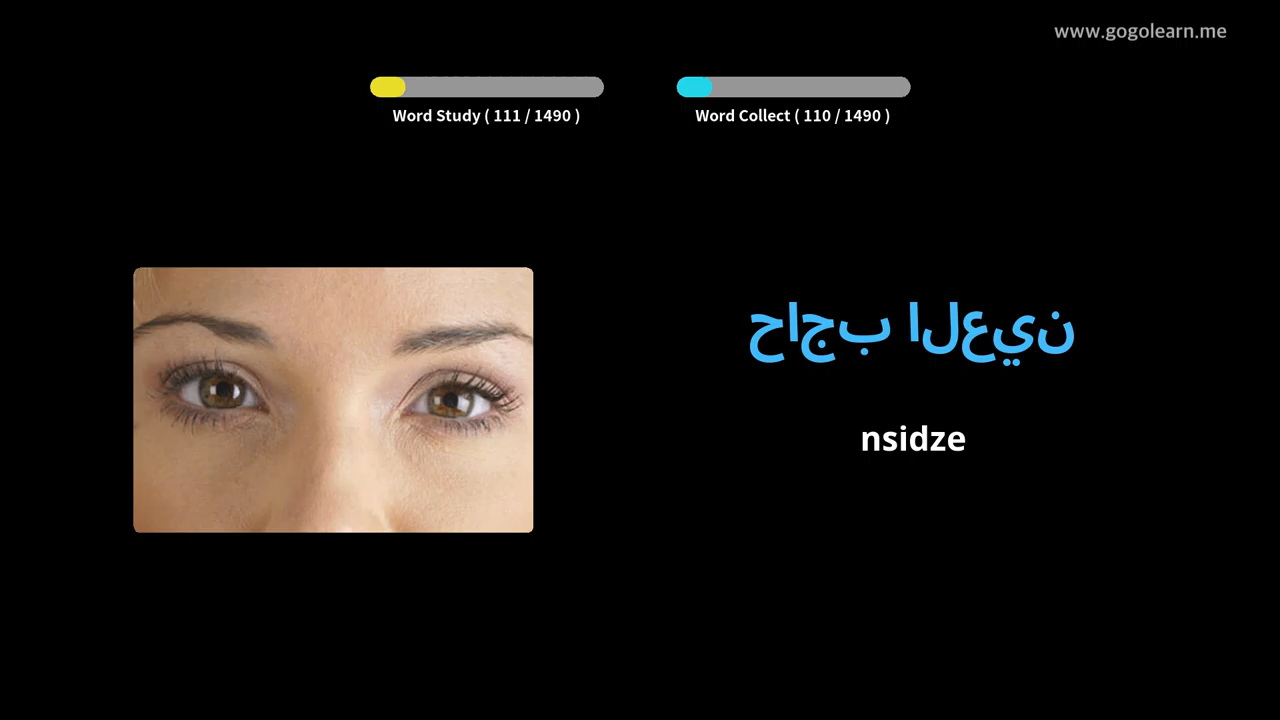 www.gogolearn.me
Word Study ( 111 / 1490 )
Word Collect ( 110 / 1490 )
حاجب العين
nsidze